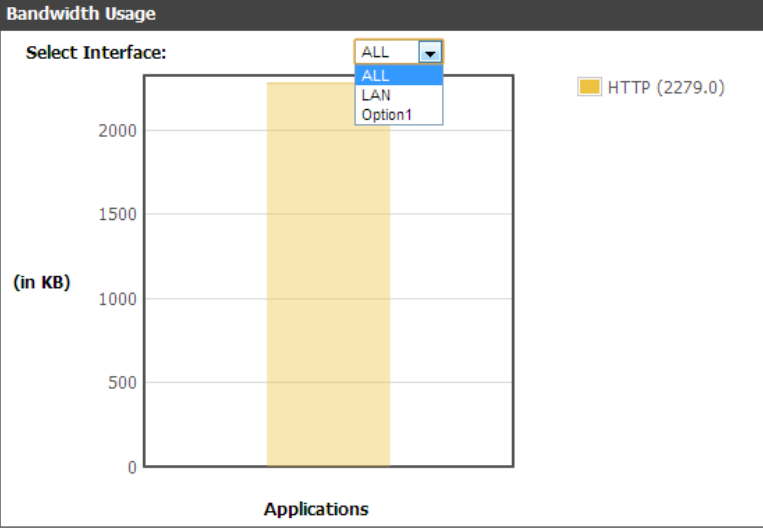 Bandwidth Usage
Select Interface:
ALL
ALL
LAN
Option1
HTTP (2279.0)
2000
1500
(in KB)
1000
500
0
Applications